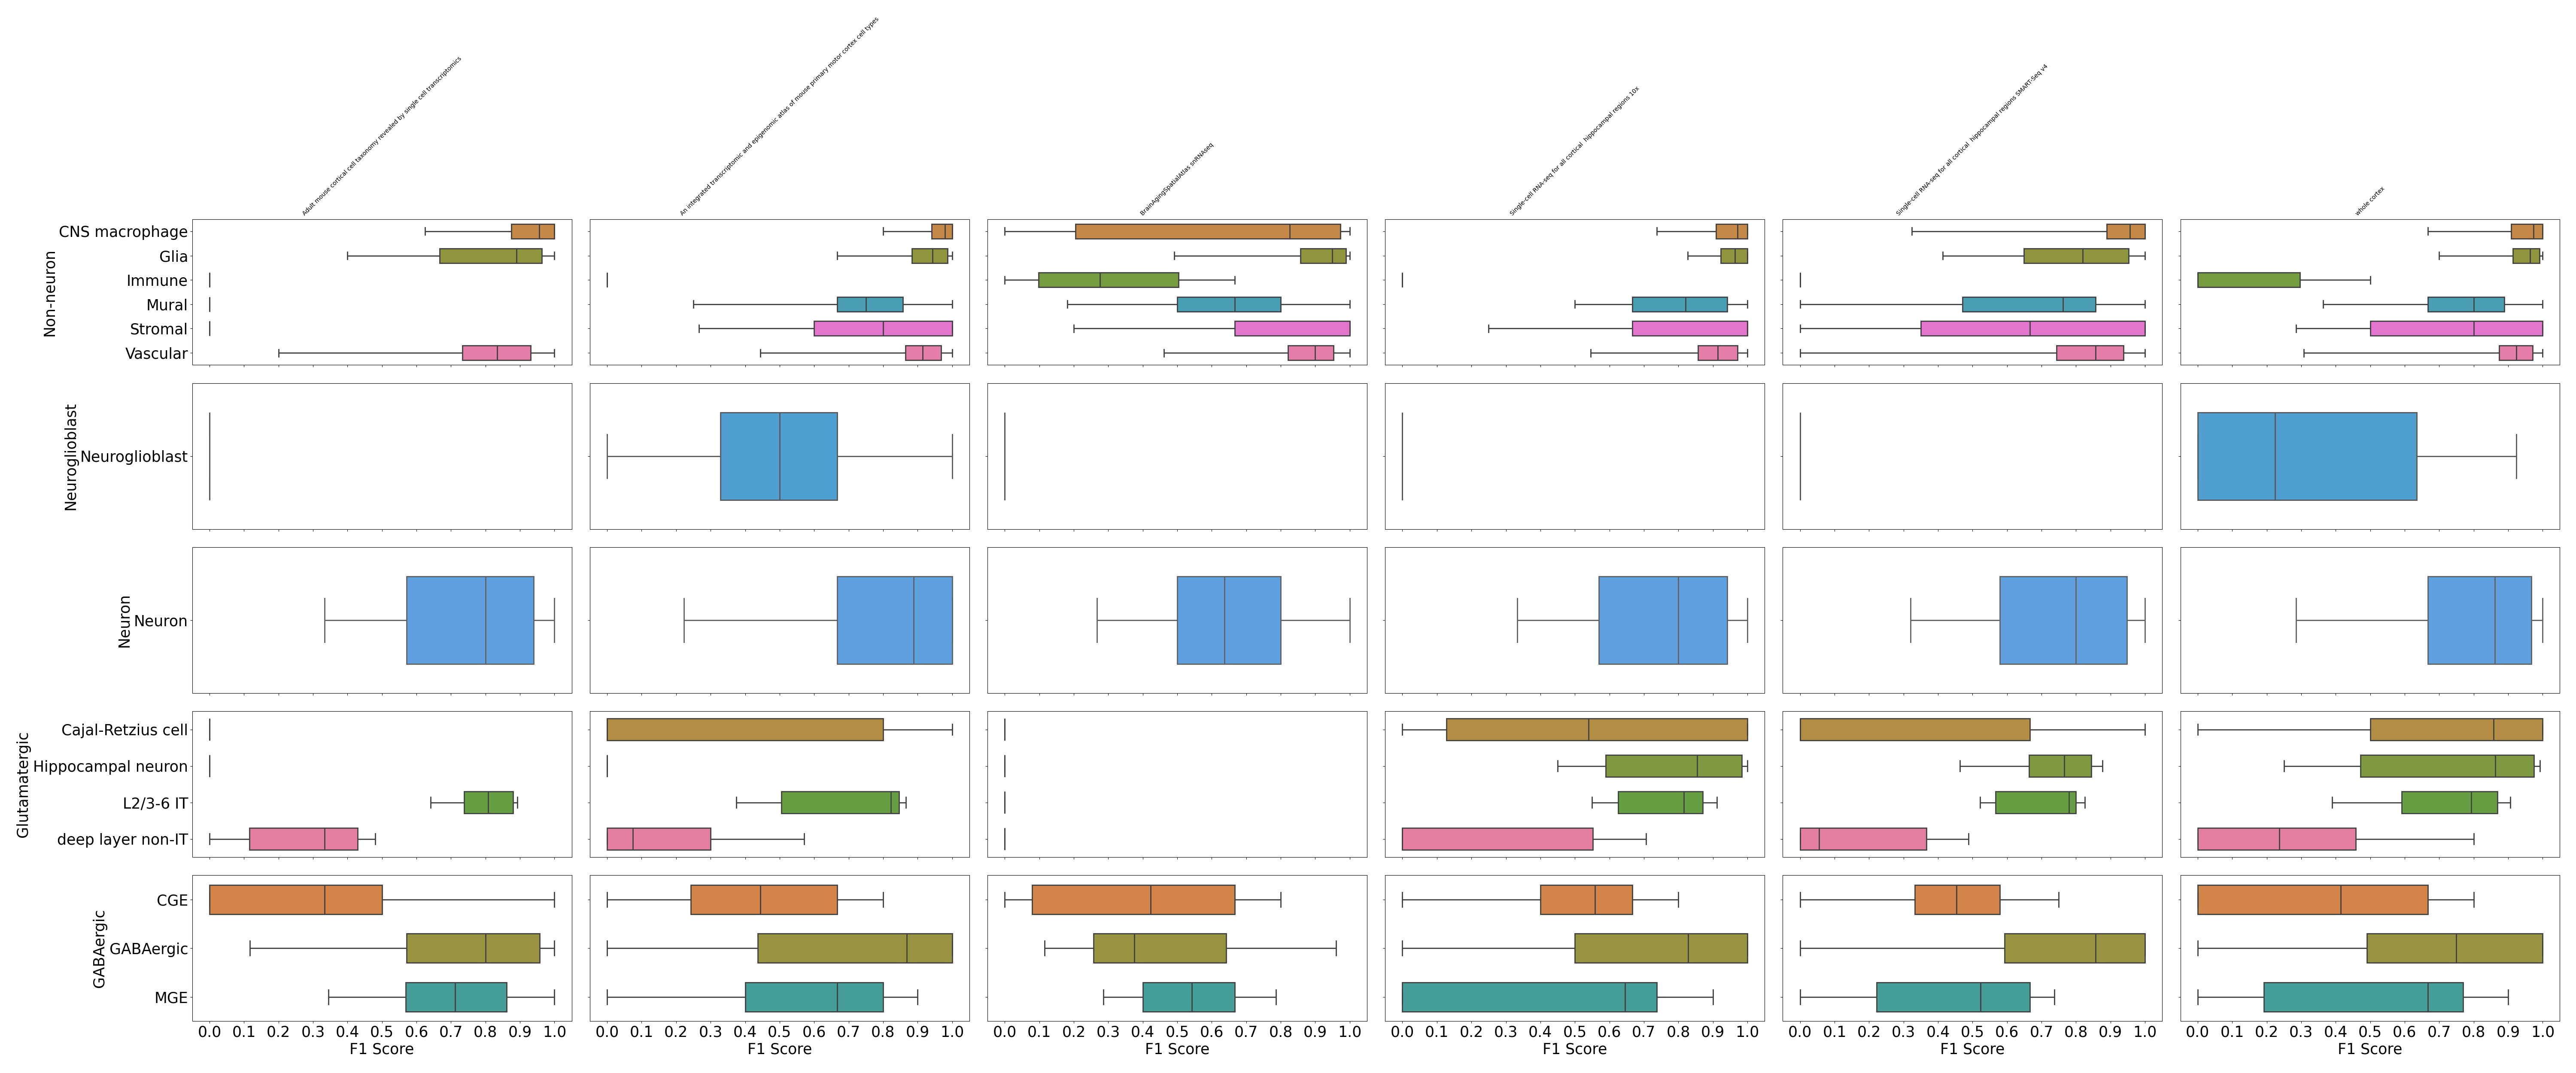 Adult mouse cortical cell taxonomy revealed by single cell transcriptomics
An integrated transcriptomic and epigenomic atlas of mouse primary motor cortex cell types
BrainAgingSpatialAtlas snRNAseq
Single-cell RNA-seq for all cortical hippocampal regions 10x
Single-cell RNA-seq for all cortical hippocampal regions SMART-Seq v4
whole cortex
Non-neuron
CNS macrophage
Glia
Immune
Mural
Stromal
Vascular
Neuroglioblast
Neuroglioblast
Neuron
Neuron
Glutamatergic
Cajal-Retzius cell
Hippocampal neuron
L2/3-6 IT
deep layer non-IT
GABAergic
CGE
GABAergic
MGE
0.0 0.1 0.2 0.3 0.4 0.5 0.6 0.7 0.8 0.9 1.0
F1 Score
0.0 0.1 0.2 0.3 0.4 0.5 0.6 0.7 0.8 0.9 1.0
F1 Score
0.0 0.1 0.2 0.3 0.4 0.5 0.6 0.7 0.8 0.9 1.0
F1 Score
0.0 0.1 0.2 0.3 0.4 0.5 0.6 0.7 0.8 0.9 1.0
F1 Score
0.0 0.1 0.2 0.3 0.4 0.5 0.6 0.7 0.8 0.9 1.0
F1 Score
0.0 0.1 0.2 0.3 0.4 0.5 0.6 0.7 0.8 0.9 1.0
F1 Score